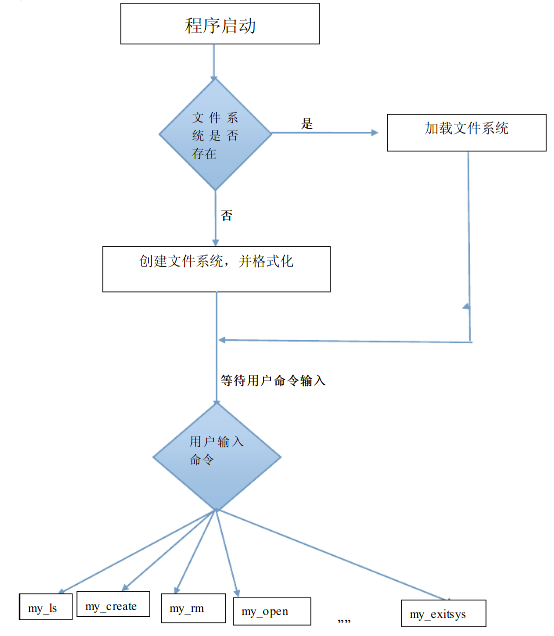 程序启动
文件系
统是否
存在
是
加载文件系统
否
创建文件系统，并格式化
等待用户命令输入
用户输入
命令
my_ls
my_create
my_rm
my_open
,,,,
my_exitsys